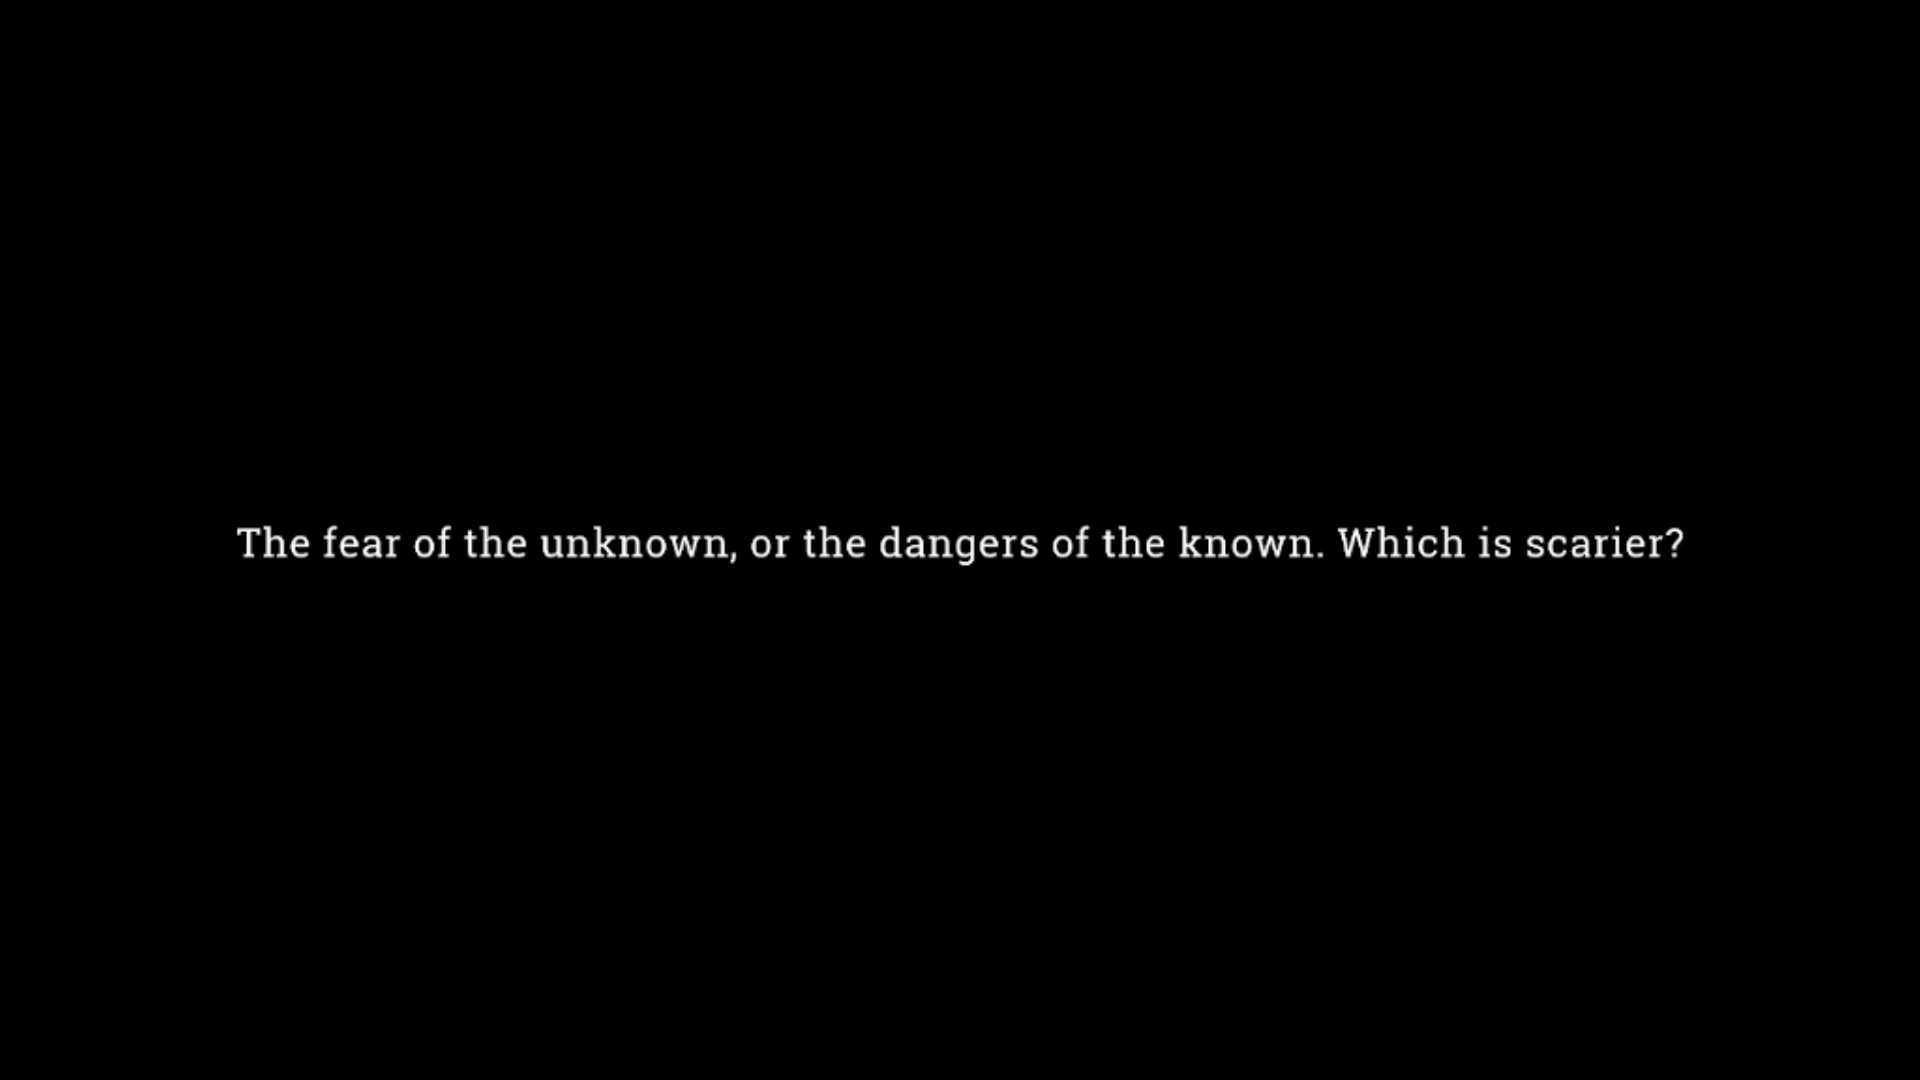 The fear of the unknown, or the dangers of the known. Which is scarier?